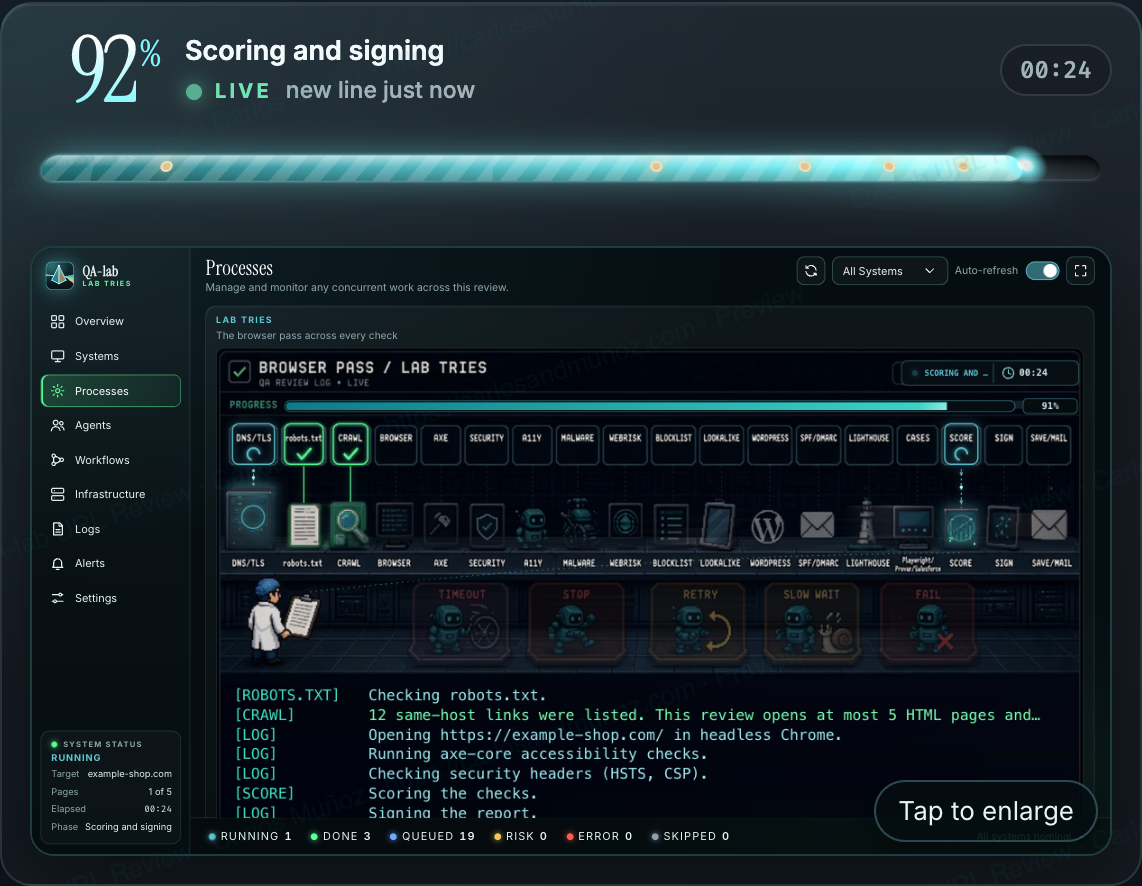 92%
Scoring and signing
LIVE new line just now
00:24
QA-lab
LAB TRIES
Overview
Systems
Processes
Agents
Workflows
Infrastructure
Logs
Alerts
Settings
SYSTEM STATUS
RUNNING
Target example-shop.com
Pages 1 of 5
Elapsed 00:24
Phase Scoring and signing
Processes
Manage and monitor any concurrent work across this review.
All Systems
Auto-refresh
LAB TRIES
The browser pass across every check
BROWSER PASS / LAB TRIES
QA REVIEW LOG • LIVE
SCORING AND …
00:24
PROGRESS 91%
DNS/TLS robots.txt CRAWL BROWSER AXE SECURITY A11Y MALWARE WEBRISK BLOCKLIST LOOKALIKE WORDPRESS SPF/DMARC LIGHTHOUSE CASES SCORE SIGN SAVE/MAIL
DNS/TLS robots.txt CRAWL BROWSER AXE SECURITY A11Y MALWARE WEBRISK BLOCKLIST LOOKALIKE WORDPRESS SPF/DMARC LIGHTHOUSE Playwright/ SCORE SIGN SAVE/MAIL
TIMEOUT STOP RETRY SLOW WAIT FAIL
[ROBOTS.TXT] Checking robots.txt.
[CRAWL] 12 same-host links were listed. This review opens at most 5 HTML pages and…
[LOG] Opening https://example-shop.com/ in headless Chrome.
[LOG] Running axe-core accessibility checks.
[LOG] Checking security headers (HSTS, CSP).
[SCORE] Scoring the checks.
[LOG] Signing the report.
RUNNING 1 DONE 3 QUEUED 19 RISK 0 ERROR 0 SKIPPED 0
All systems nominal
Tap to enlarge